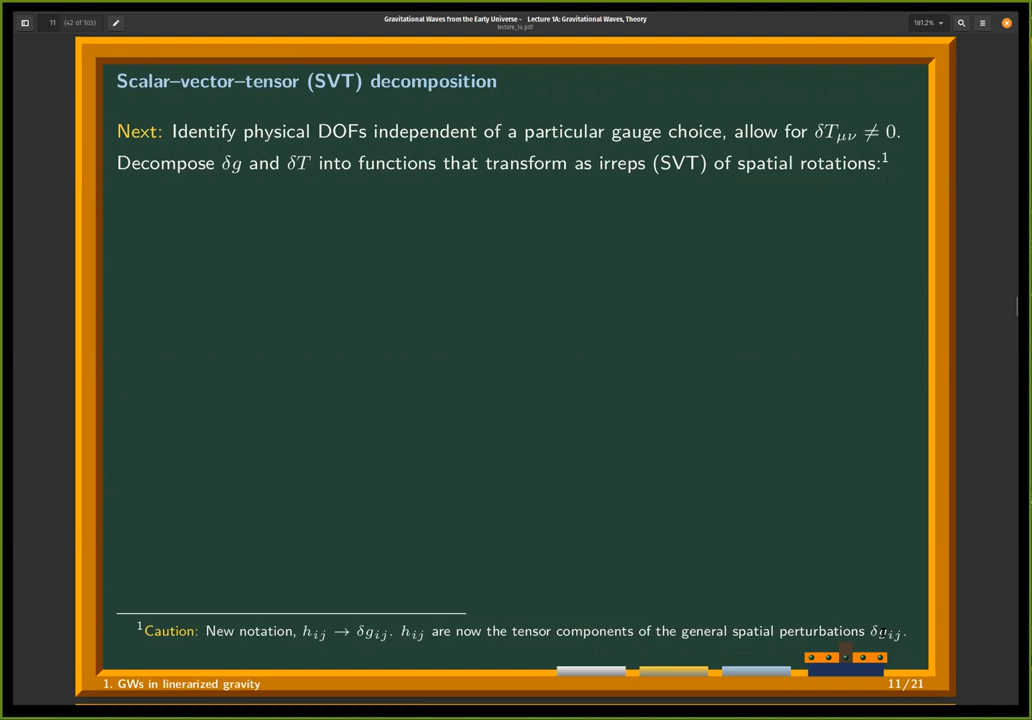 11 (42 of 103)
Gravitational Waves from the Early Universe - Lecture 1A: Gravitational Waves, Theory
lecture_1a.pdf
181.2%
Scalar–vector–tensor (SVT) decomposition
Next: Identify physical DOFs independent of a particular gauge choice, allow for δT_μν ≠ 0.
Decompose δg and δT into functions that transform as irreps (SVT) of spatial rotations:¹
¹Caution: New notation, h_ij → δg_ij. h_ij are now the tensor components of the general spatial perturbations δg_ij.
1. GWs in linerarized gravity 11/21